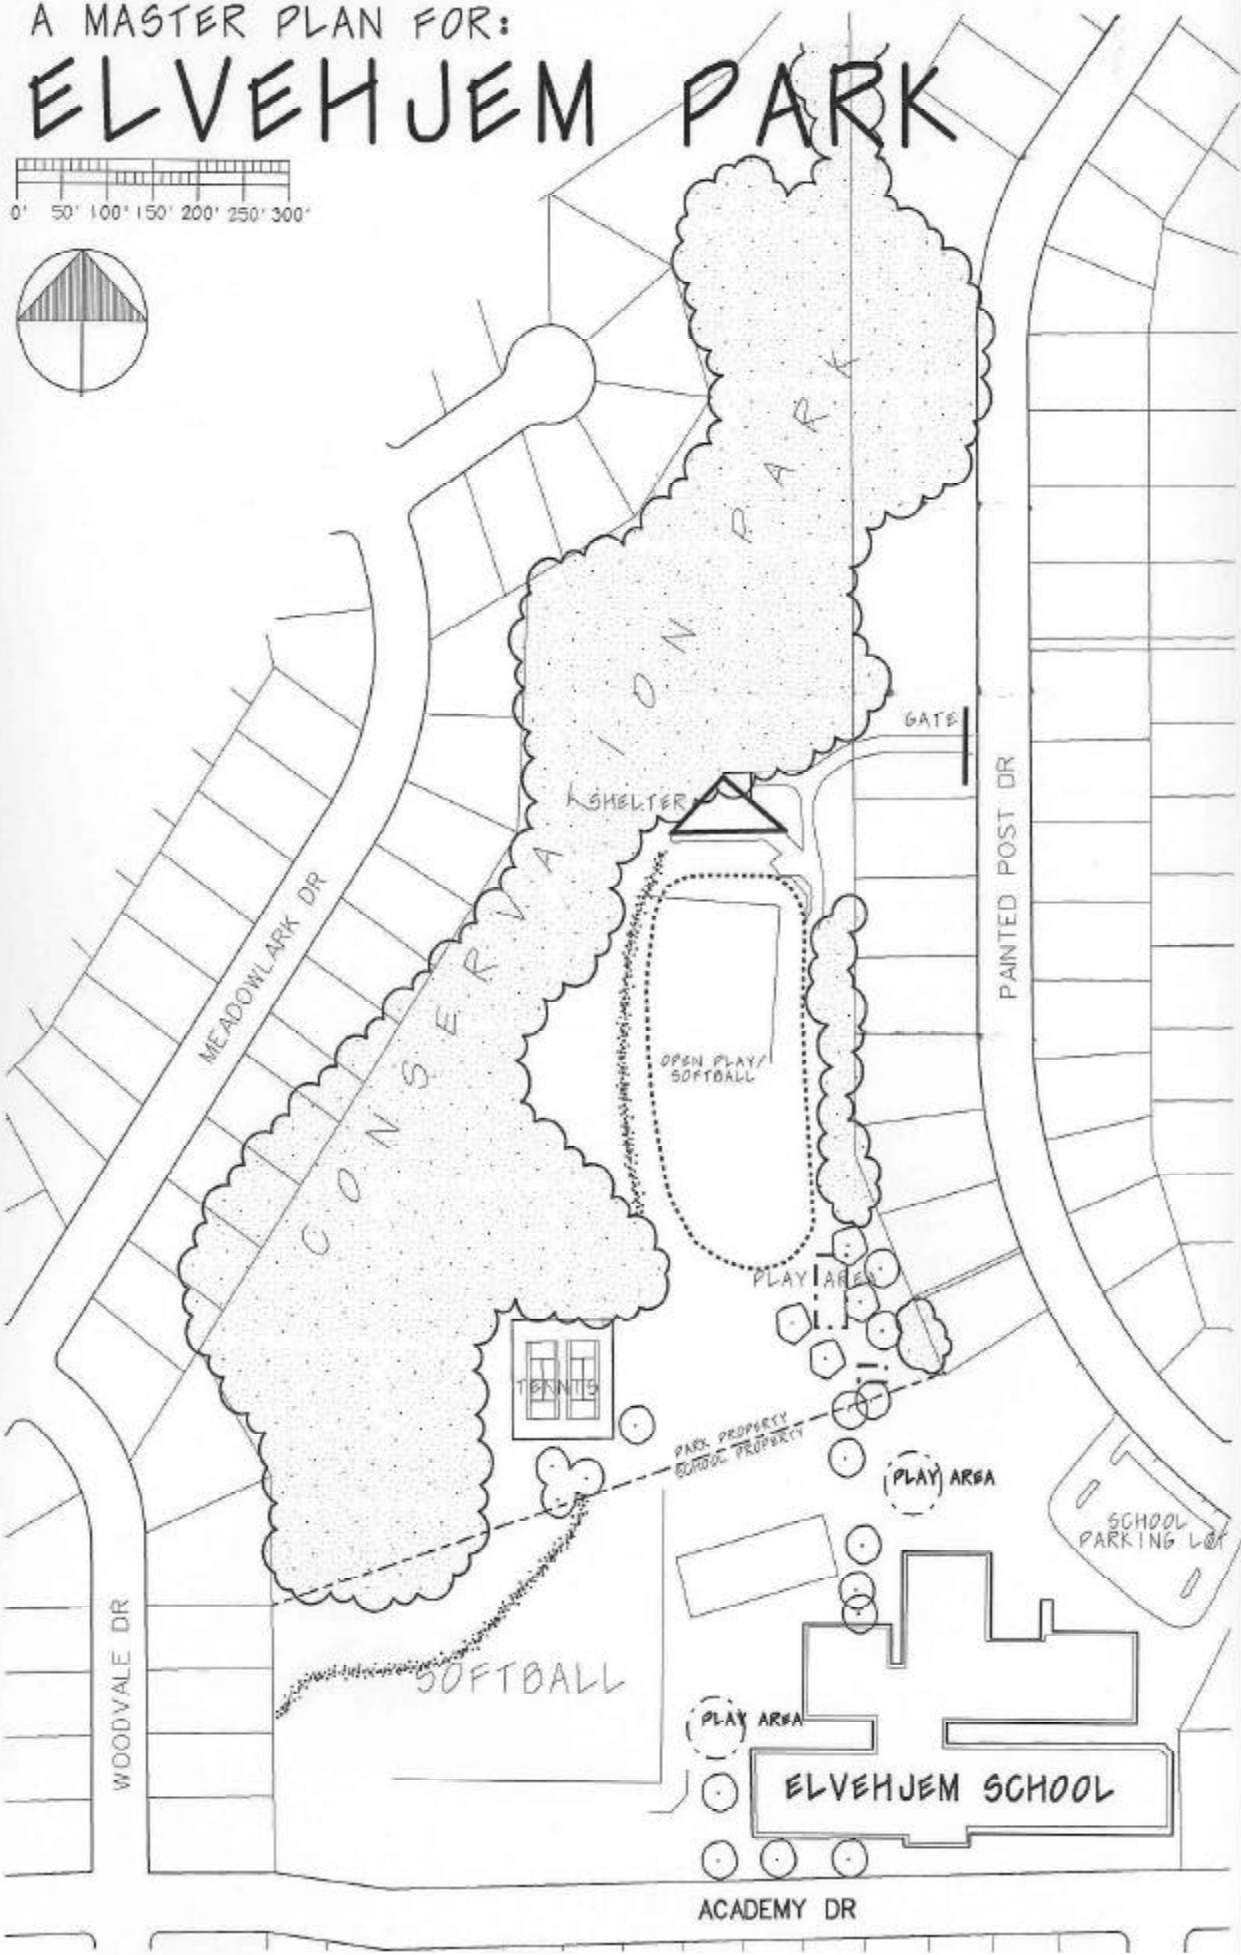 A MASTER PLAN FOR:
ELVEHJEM PARK
0' 50' 100' 150' 200' 250' 300'
CONSERVATION PARK
GATE
SHELTER
PAINTED POST DR
MEADOWLARK DR
OPEN PLAY/
SOFTBALL
PLAY AREA
TENNIS
PARK PROPERTY
SCHOOL PROPERTY
PLAY AREA
SCHOOL
PARKING LOT
WOODVALE DR
SOFTBALL
PLAY AREA
ELVEHJEM SCHOOL
ACADEMY DR